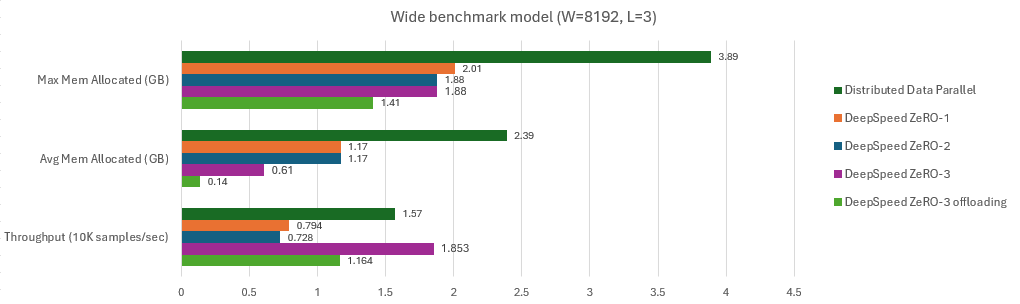 Wide benchmark model (W=8192, L=3)
Max Mem Allocated (GB)
3.89
2.01
1.88
1.88
1.41
Avg Mem Allocated (GB)
2.39
1.17
1.17
0.61
0.14
Throughput (10K samples/sec)
1.57
0.794
0.728
1.853
1.164
0 0.5 1 1.5 2 2.5 3 3.5 4 4.5
Distributed Data Parallel
DeepSpeed ZeRO-1
DeepSpeed ZeRO-2
DeepSpeed ZeRO-3
DeepSpeed ZeRO-3 offloading